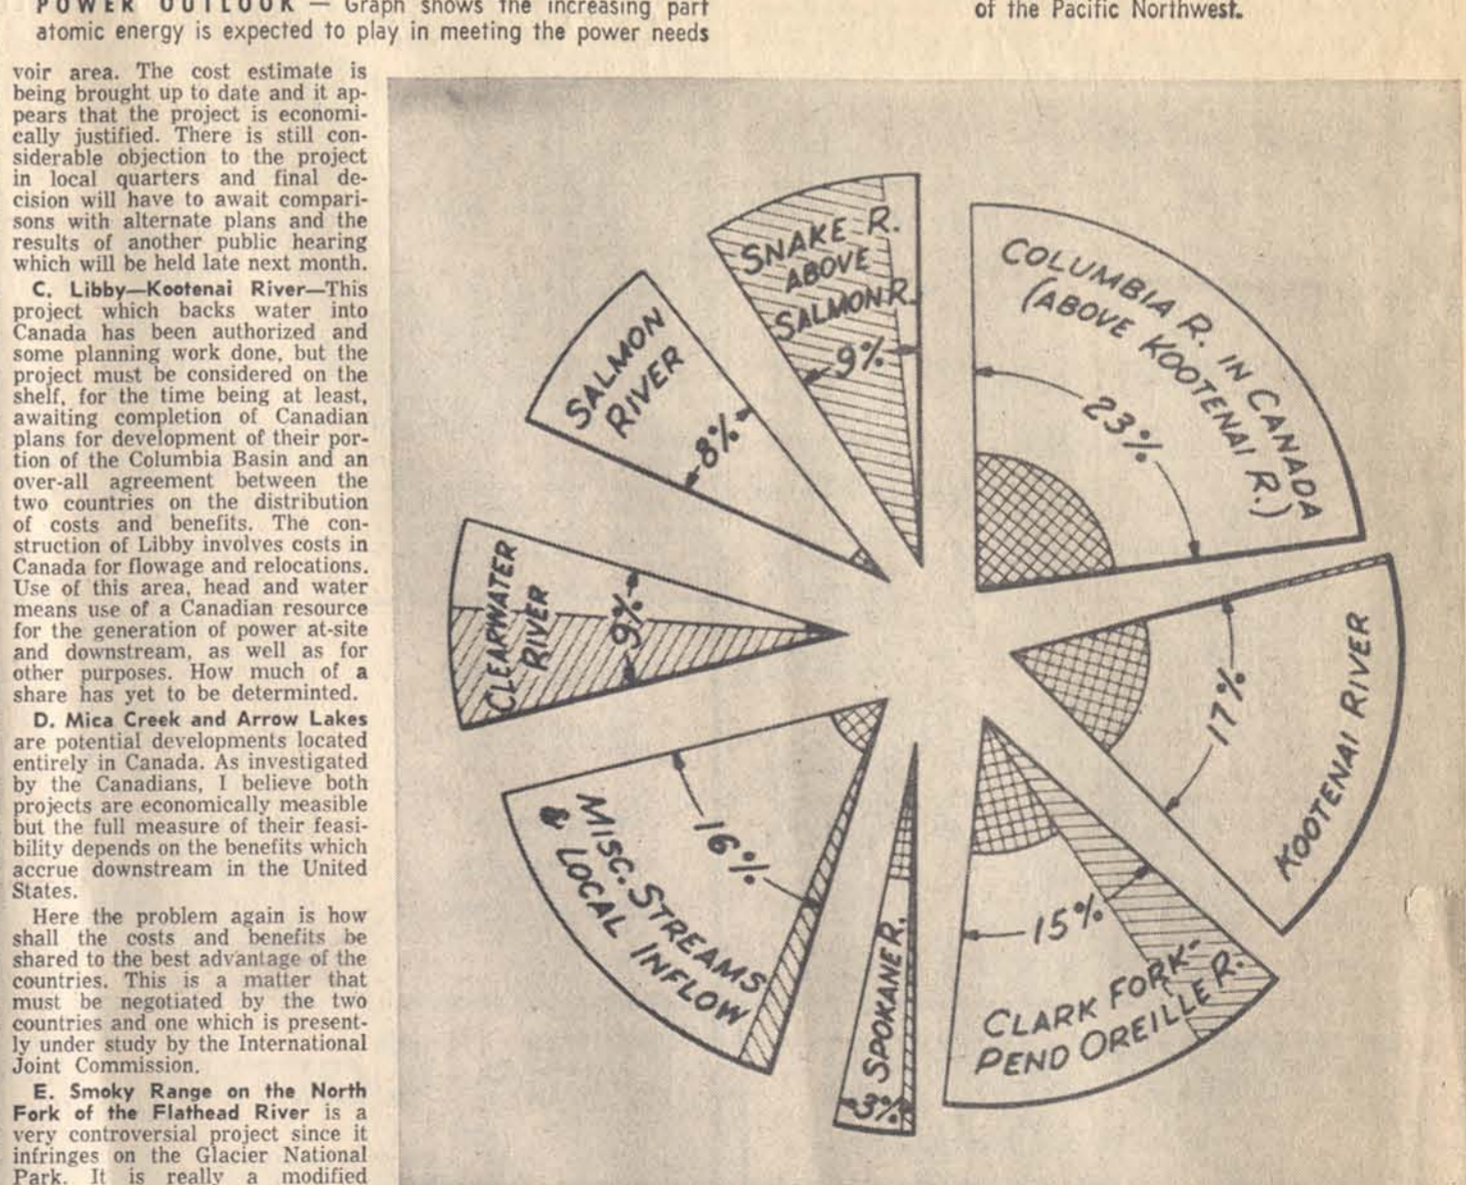 POWER OUTLOOK — Graph shows the increasing part
atomic energy is expected to play in meeting the power needs
of the Pacific Northwest.
voir area. The cost estimate is
being brought up to date and it ap-
pears that the project is economi-
cally justified. There is still con-
siderable objection to the project
in local quarters and final de-
cision will have to await compari-
sons with alternate plans and the
results of another public hearing
which will be held late next month.
C. Libby—Kootenai River—This
project which backs water into
Canada has been authorized and
some planning work done, but the
project must be considered on the
shelf, for the time being at least,
awaiting completion of Canadian
plans for development of their por-
tion of the Columbia Basin and an
over-all agreement between the
two countries on the distribution
of costs and benefits. The con-
struction of Libby involves costs in
Canada for flowage and relocations.
Use of this area, head and water
means use of a Canadian resource
for the generation of power at-site
and downstream, as well as for
other purposes. How much of a
share has yet to be determinted.
D. Mica Creek and Arrow Lakes
are potential developments located
entirely in Canada. As investigated
by the Canadians, I believe both
projects are economically measible
but the full measure of their feasi-
bility depends on the benefits which
accrue downstream in the United
States.
Here the problem again is how
shall the costs and benefits be
shared to the best advantage of the
countries. This is a matter that
must be negotiated by the two
countries and one which is present-
ly under study by the International
Joint Commission.
E. Smoky Range on the North
Fork of the Flathead River is a
very controversial project since it
infringes on the Glacier National
Park. It is really a modified
SNAKE R.
ABOVE
SALMON R.
9%
COLUMBIA R. IN CANADA
(ABOVE KOOTENAI R.)
23%
SALMON
RIVER
8%
CLEARWATER
RIVER
9%
KOOTENAI RIVER
17%
MISC. STREAMS
& LOCAL INFLOW
16%
SPOKANE R.
3%
CLARK FORK-
PEND OREILLE R.
15%